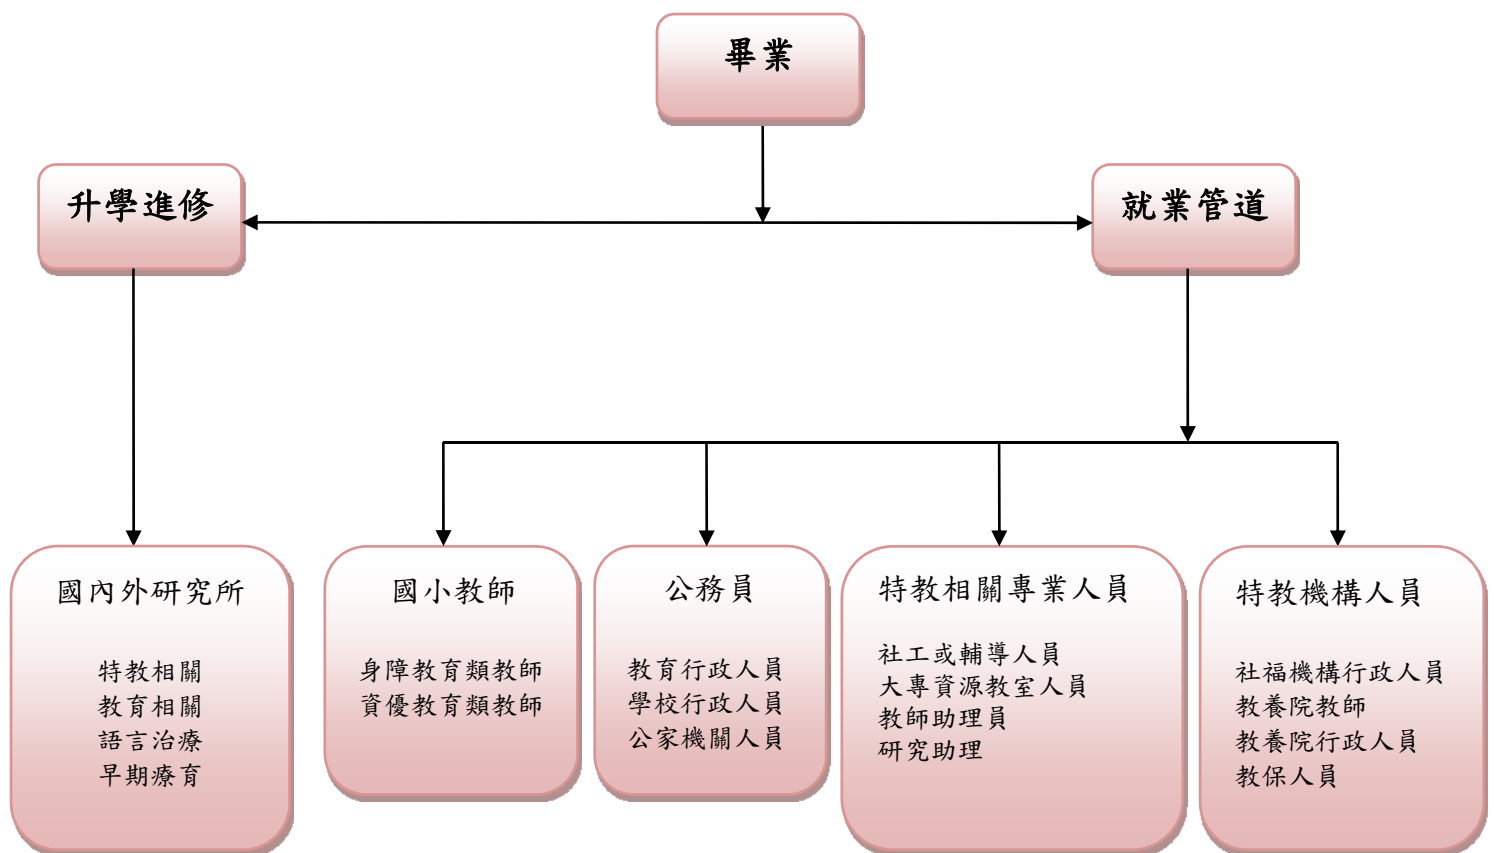 畢業
升學進修
就業管道
國內外研究所
特教相關
教育相關
語言治療
早期療育
國小教師
身障教育類教師
資優教育類教師
公務員
教育行政人員
學校行政人員
公家機關人員
特教相關專業人員
社工或輔導人員
大專資源教室人員
教師助理員
研究助理
特教機構人員
社福機構行政人員
教養院教師
教養院行政人員
教保人員